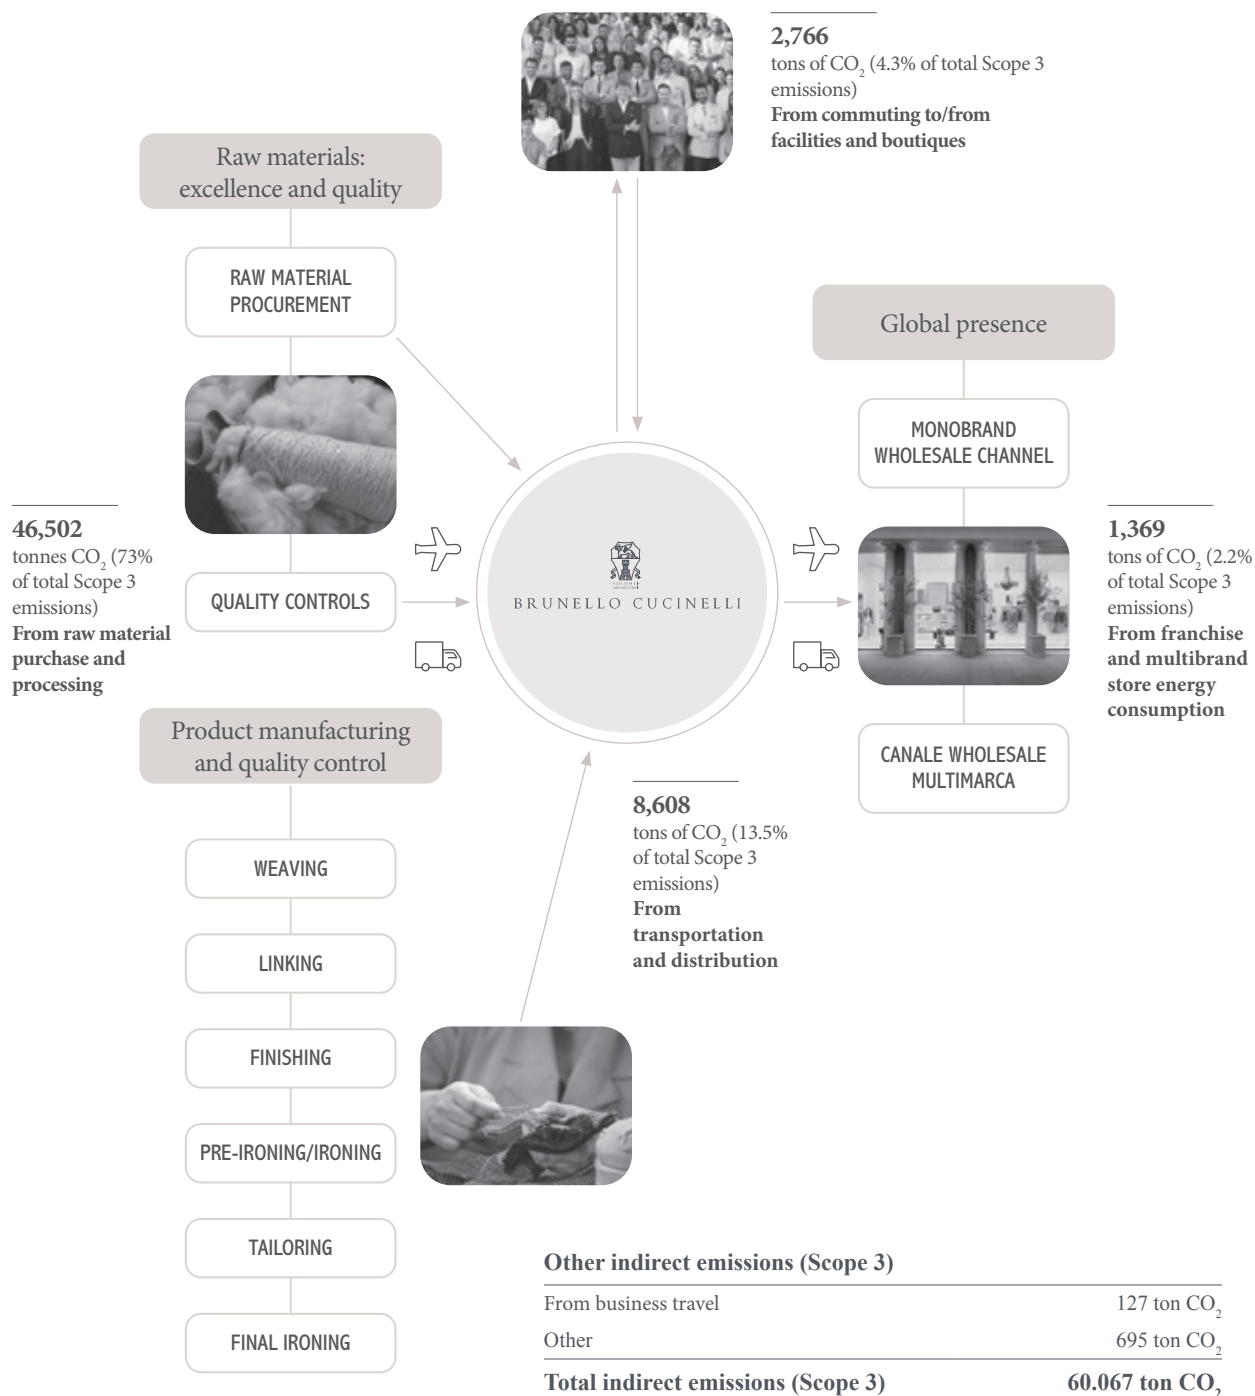 2,766
tons of CO2 (4.3% of total Scope 3
emissions)
From commuting to/from
facilities and boutiques
Raw materials:
excellence and quality
RAW MATERIAL
PROCUREMENT
QUALITY CONTROLS
46,502
tonnes CO2 (73%
of total Scope 3
emissions)
From raw material
purchase and
processing
BRUNELLO CUCINELLI
Global presence
MONOBRAND
WHOLESALE CHANNEL
CANALE WHOLESALE
MULTIMARCA
1,369
tons of CO2 (2.2%
of total Scope 3
emissions)
From franchise
and multibrand
store energy
consumption
Product manufacturing
and quality control
WEAVING
LINKING
FINISHING
PRE-IRONING/IRONING
TAILORING
FINAL IRONING
8,608
tons of CO2 (13.5%
of total Scope 3
emissions)
From
transportation
and distribution
Other indirect emissions (Scope 3)
From business travel 127 ton CO2
Other 695 ton CO2
Total indirect emissions (Scope 3) 60.067 ton CO2